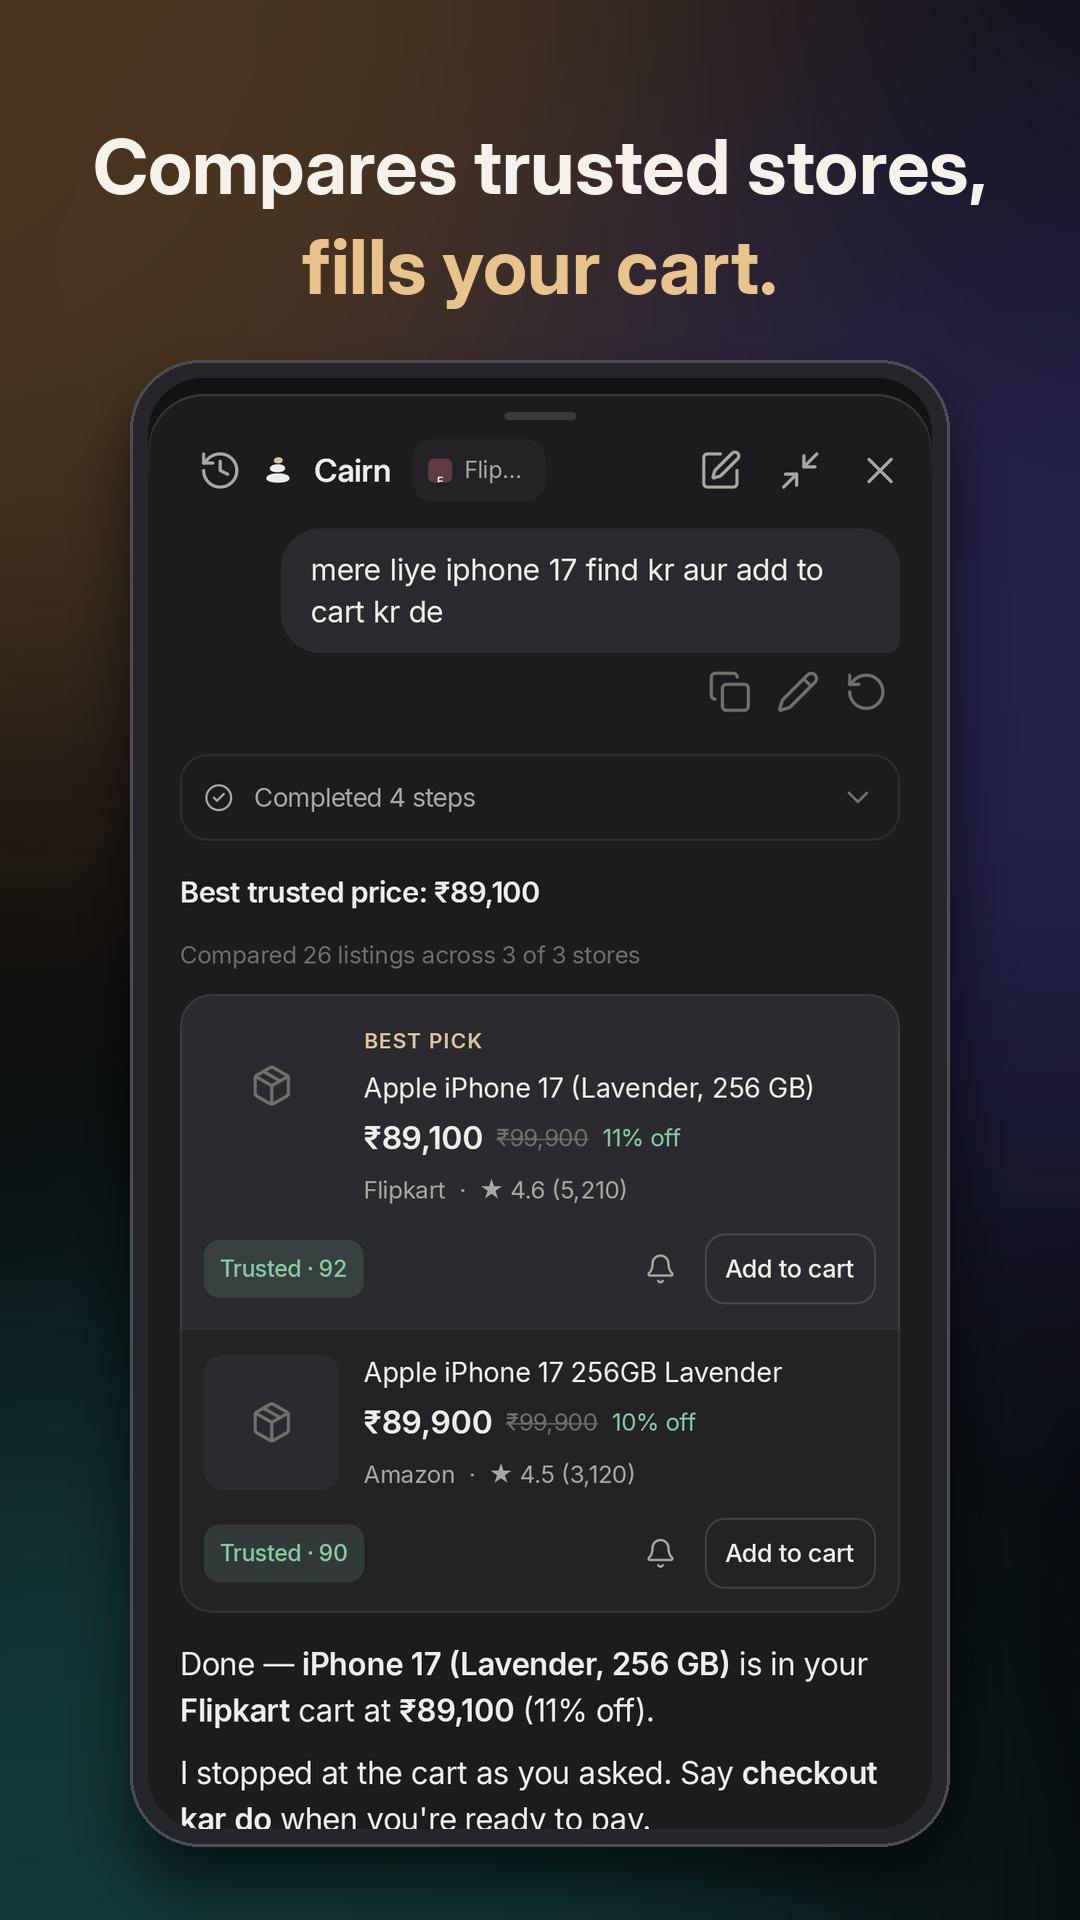 Compares trusted stores,
fills your cart.
Cairn
Flip...
mere liye iphone 17 find kr aur add to
cart kr de
Completed 4 steps
Best trusted price: ₹89,100
Compared 26 listings across 3 of 3 stores
BEST PICK
Apple iPhone 17 (Lavender, 256 GB)
₹89,100 ₹99,900 11% off
Flipkart · ★ 4.6 (5,210)
Trusted · 92
Add to cart
Apple iPhone 17 256GB Lavender
₹89,900 ₹99,900 10% off
Amazon · ★ 4.5 (3,120)
Trusted · 90
Add to cart
Done — iPhone 17 (Lavender, 256 GB) is in your
Flipkart cart at ₹89,100 (11% off).
I stopped at the cart as you asked. Say checkout
kar do when you're ready to pay.